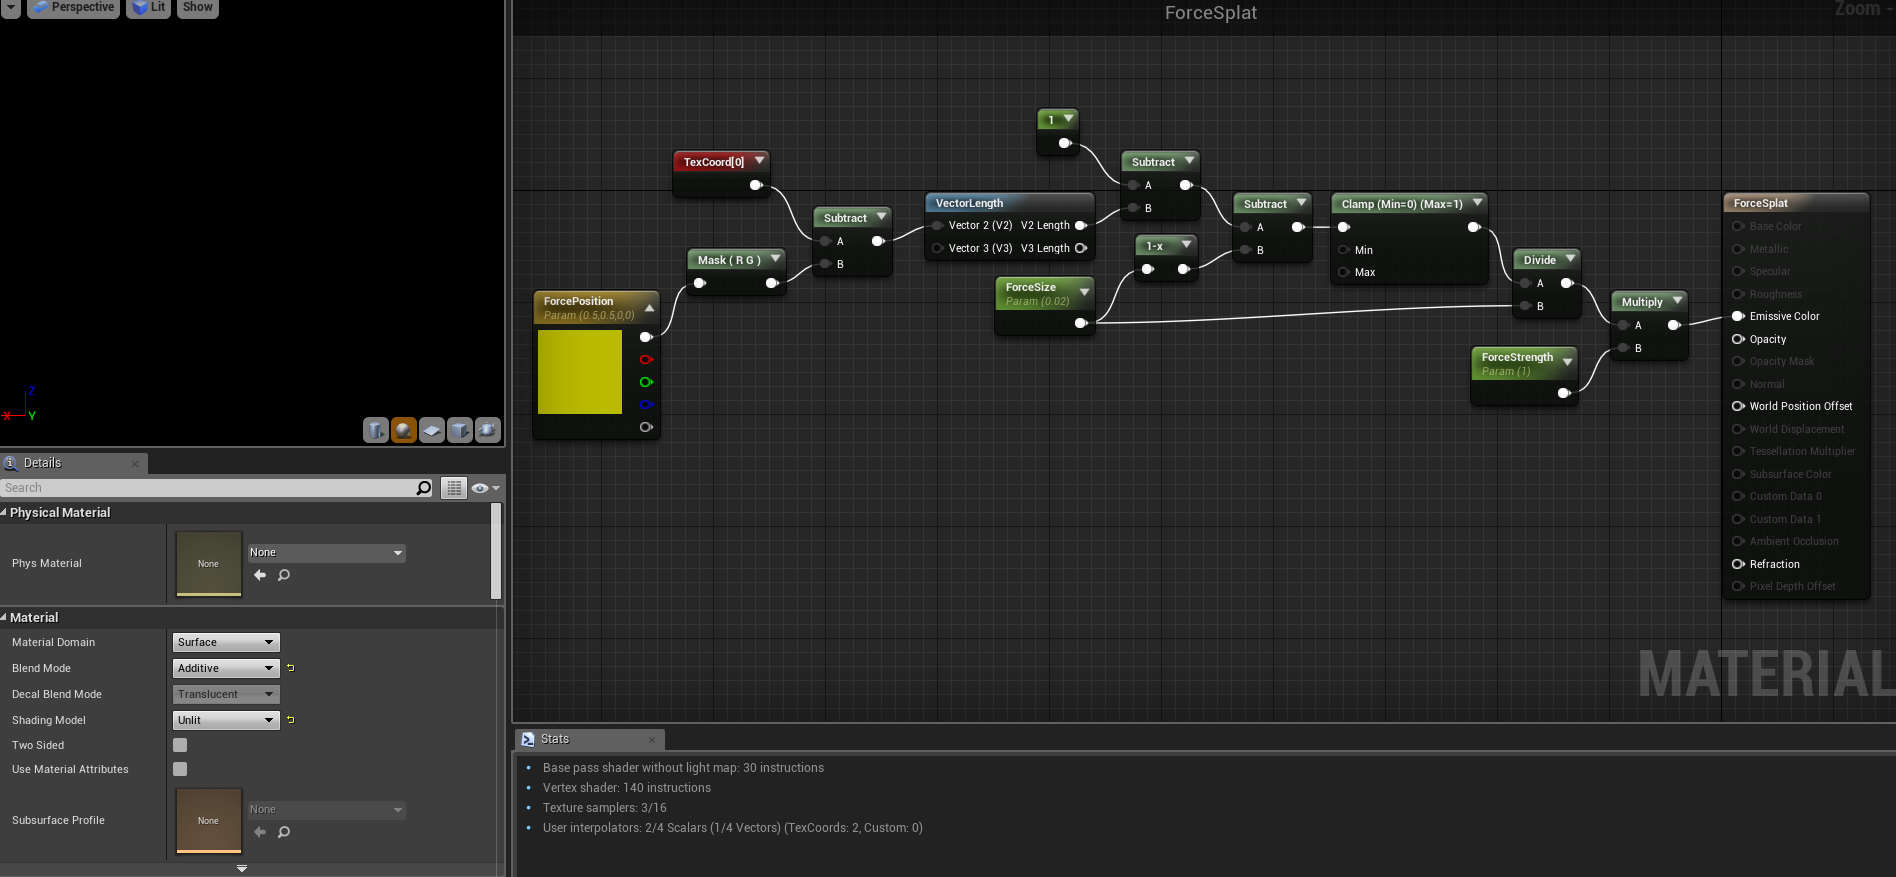 Perspective
Lit
Show
ForceSplat
Zoom -
1
TexCoord[0]
Subtract
A
B
Mask ( R G )
ForcePosition
Param (0.5,0.5,0,0)
VectorLength
Vector 2 (V2) V2 Length
Vector 3 (V3) V3 Length
Subtract
A
B
1-x
ForceSize
Param (0.02)
Subtract
A
B
Clamp (Min=0) (Max=1)
Min
Max
Divide
A
B
Multiply
A
B
ForceStrength
Param (1)
ForceSplat
Base Color
Metallic
Specular
Roughness
Emissive Color
Opacity
Opacity Mask
Normal
World Position Offset
World Displacement
Tessellation Multiplier
Subsurface Color
Custom Data 0
Custom Data 1
Ambient Occlusion
Refraction
Pixel Depth Offset
MATERIAL
Z
X
Y
Details
Search
Physical Material
Phys Material
None
None
Material
Material Domain
Surface
Blend Mode
Additive
Decal Blend Mode
Translucent
Shading Model
Unlit
Two Sided
Use Material Attributes
Subsurface Profile
None
None
Stats
Base pass shader without light map: 30 instructions
Vertex shader: 140 instructions
Texture samplers: 3/16
User interpolators: 2/4 Scalars (1/4 Vectors) (TexCoords: 2, Custom: 0)